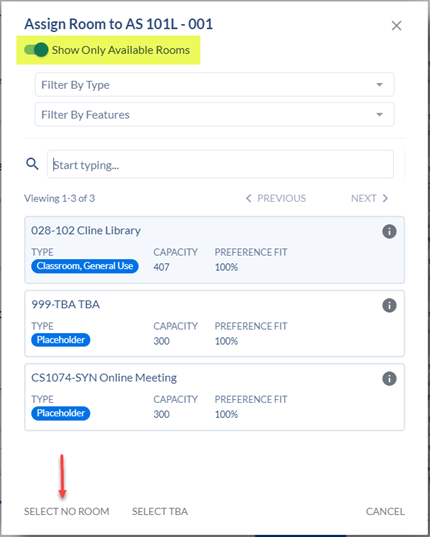 Assign Room to AS 101L - 001
Show Only Available Rooms
Filter By Type
Filter By Features
Start typing...
Viewing 1-3 of 3 PREVIOUS NEXT
028-102 Cline Library
TYPE CAPACITY PREFERENCE FIT
Classroom, General Use 407 100%
999-TBA TBA
TYPE CAPACITY PREFERENCE FIT
Placeholder 300 100%
CS1074-SYN Online Meeting
TYPE CAPACITY PREFERENCE FIT
Placeholder 300 100%
SELECT NO ROOM SELECT TBA CANCEL